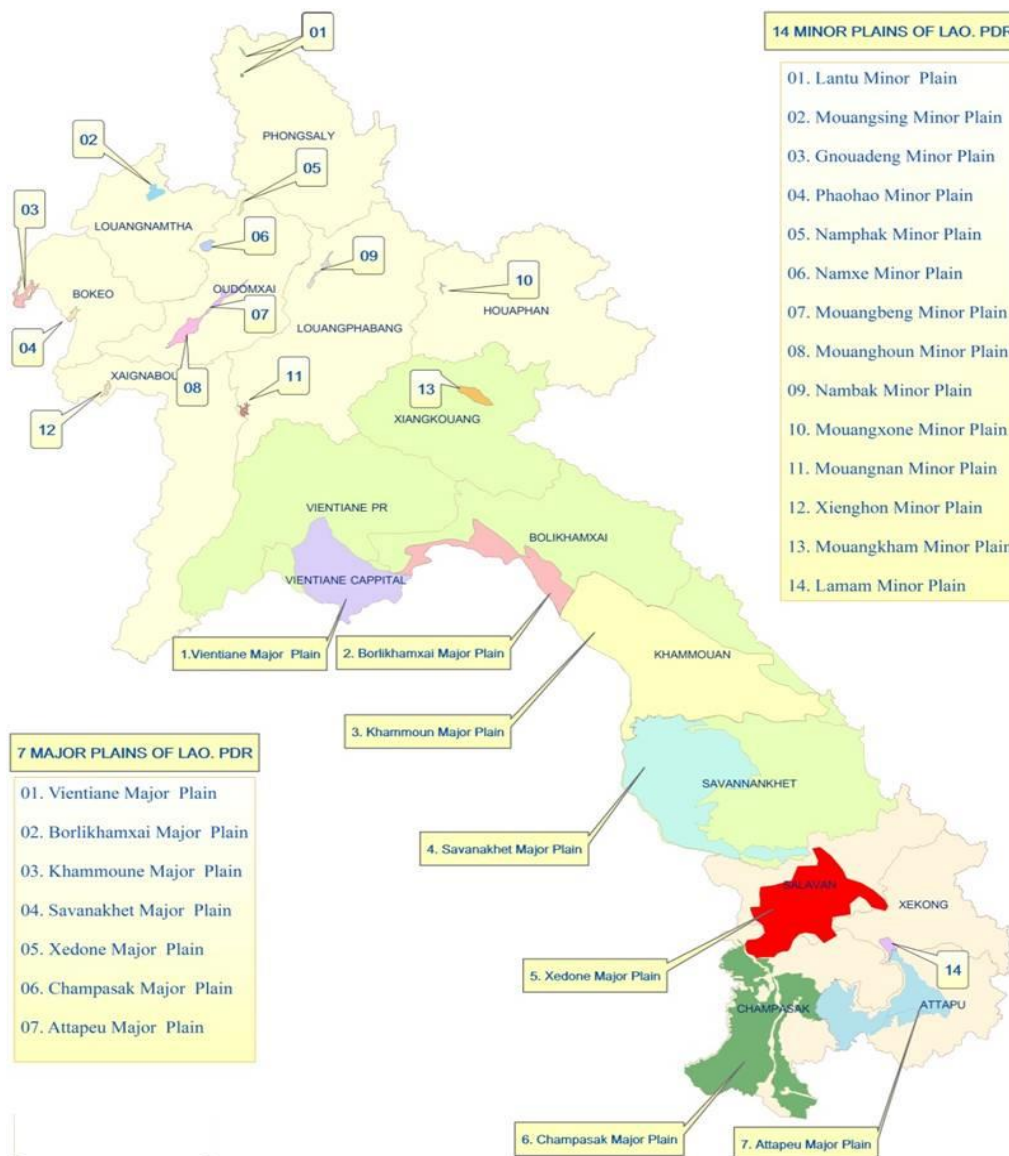 01
14 MINOR PLAINS OF LAO. PDR
01. Lantu Minor Plain
02. Mouangsing Minor Plain
03. Gnouadeng Minor Plain
04. Phaohao Minor Plain
05. Namphak Minor Plain
06. Namxe Minor Plain
07. Mouangbeng Minor Plain
08. Mouanghoun Minor Plain
09. Nambak Minor Plain
10. Mouangxone Minor Plain
11. Mouangnan Minor Plain
12. Xienghon Minor Plain
13. Mouangkham Minor Plain
14. Lamam Minor Plain
PHONGSALY
02
05
03
LOUANGNAMTHA
06
09
10
BOKEO
OUDOMXAI
HOUAPHAN
07
LOUANGPHABANG
04
XAIGNABOU
08
11
13
12
XIANGKOUANG
VIENTIANE PR
BOLIKHAMXAI
VIENTIANE CAPPITAL
1.Vientiane Major Plain
2. Borlikhamxai Major Plain
KHAMMOUAN
3. Khammoun Major Plain
7 MAJOR PLAINS OF LAO. PDR
01. Vientiane Major Plain
02. Borlikhamxai Major Plain
03. Khammoune Major Plain
04. Savanakhet Major Plain
05. Xedone Major Plain
06. Champasak Major Plain
07. Attapeu Major Plain
SAVANNANKHET
4. Savanakhet Major Plain
SALAVAN
XEKONG
5. Xedone Major Plain
14
CHAMPASAK
ATTAPU
6. Champasak Major Plain
7. Attapeu Major Plain